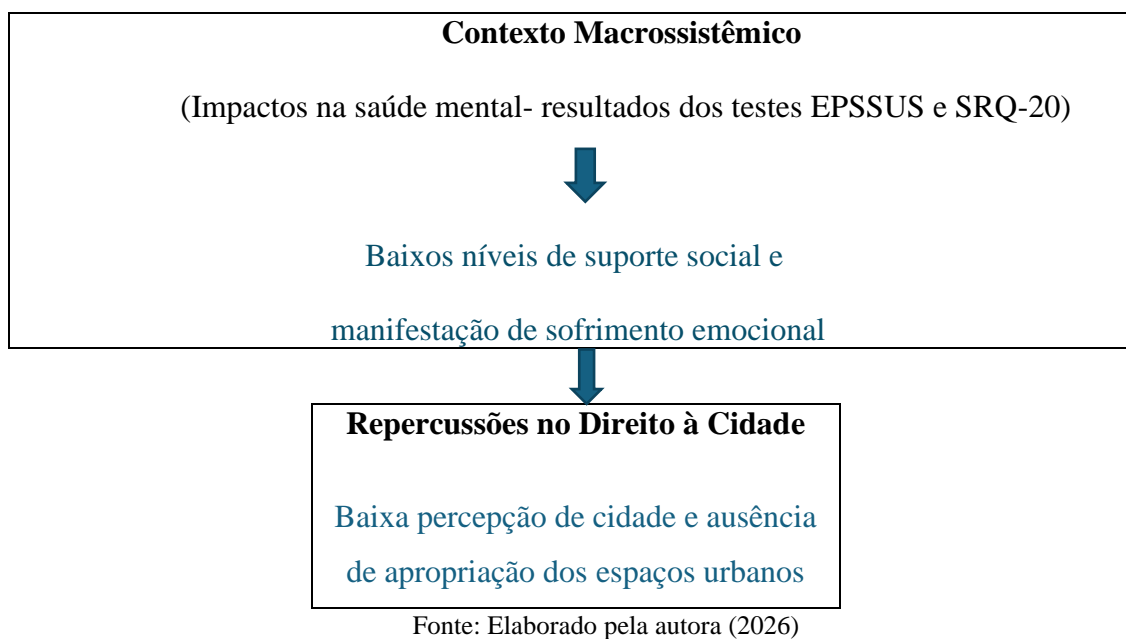 Contexto Macrossistêmico
(Impactos na saúde mental- resultados dos testes EPSSUS e SRQ-20)
Baixos níveis de suporte social e
manifestação de sofrimento emocional
Repercussões no Direito à Cidade
Baixa percepção de cidade e ausência
de apropriação dos espaços urbanos
Fonte: Elaborado pela autora (2026)